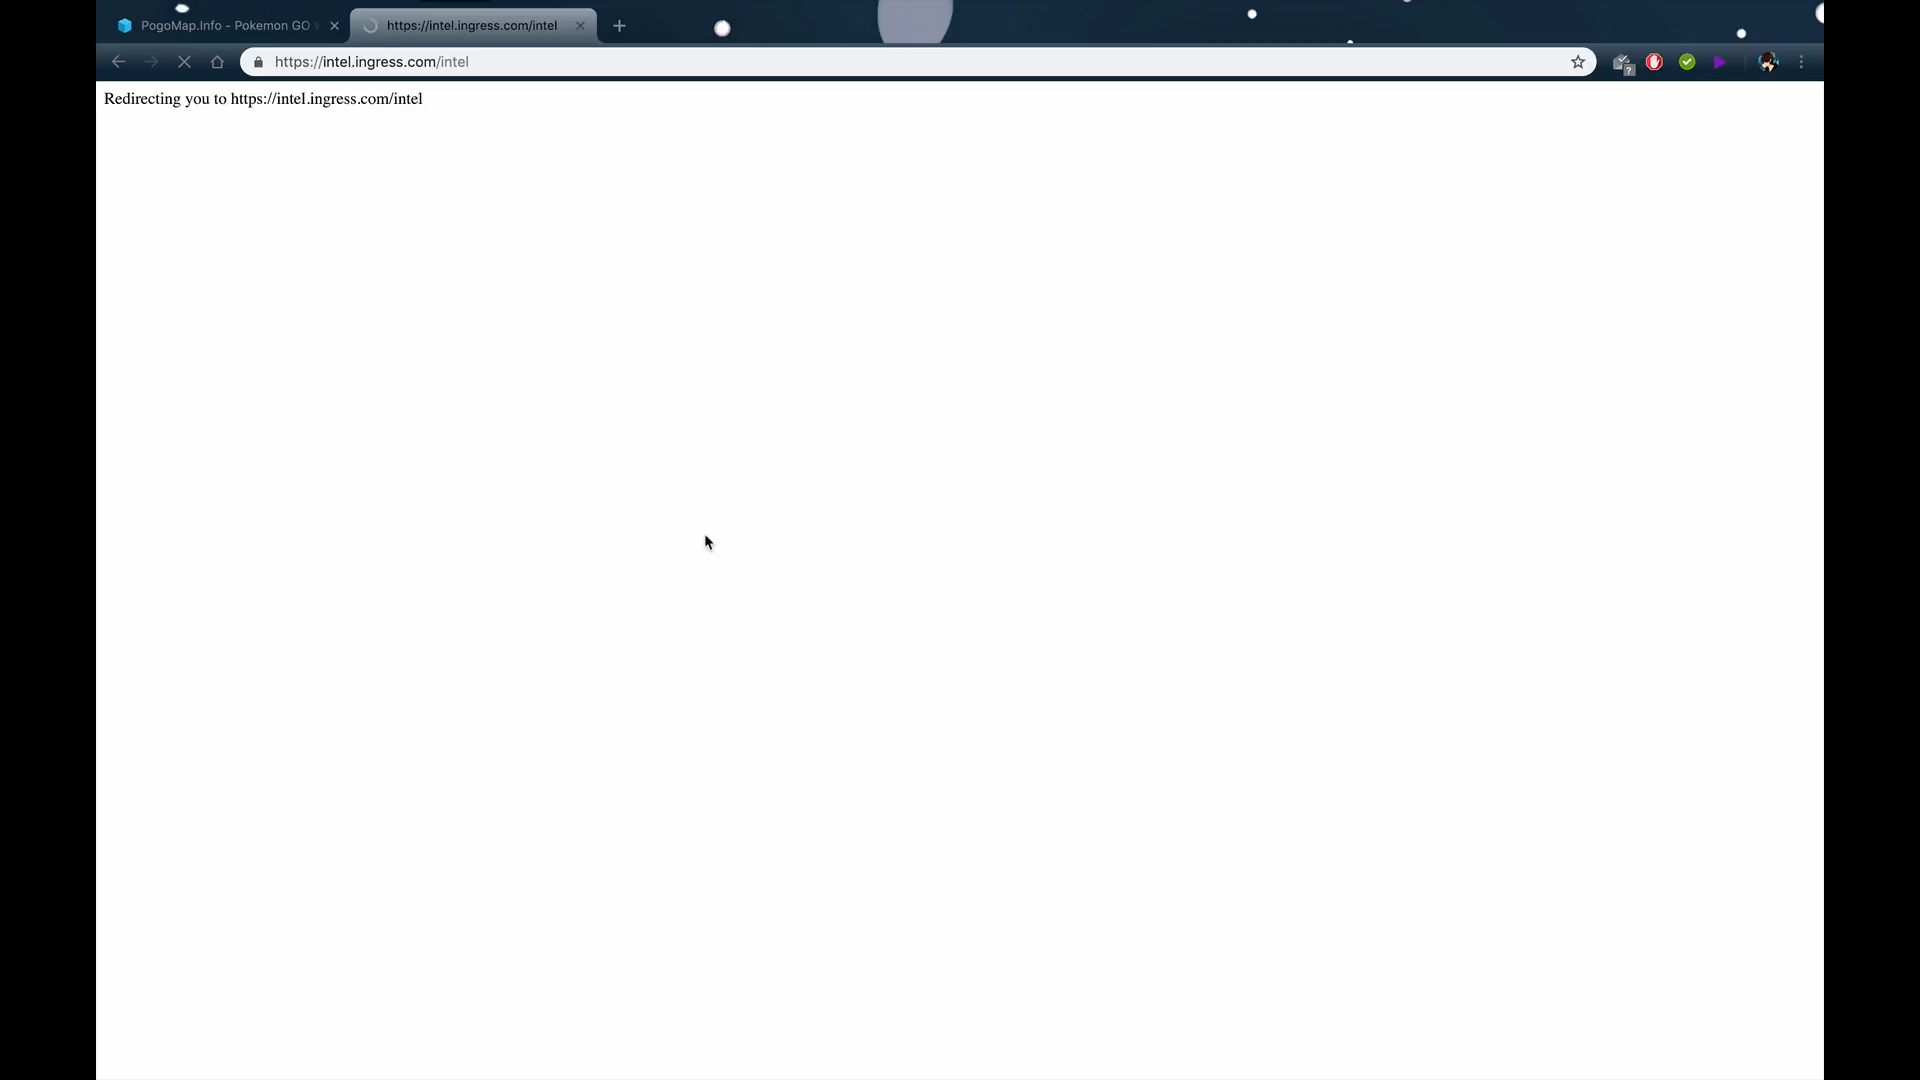 PogoMap.Info - Pokemon GO
https://intel.ingress.com/intel
https://intel.ingress.com/intel
?
Redirecting you to https://intel.ingress.com/intel